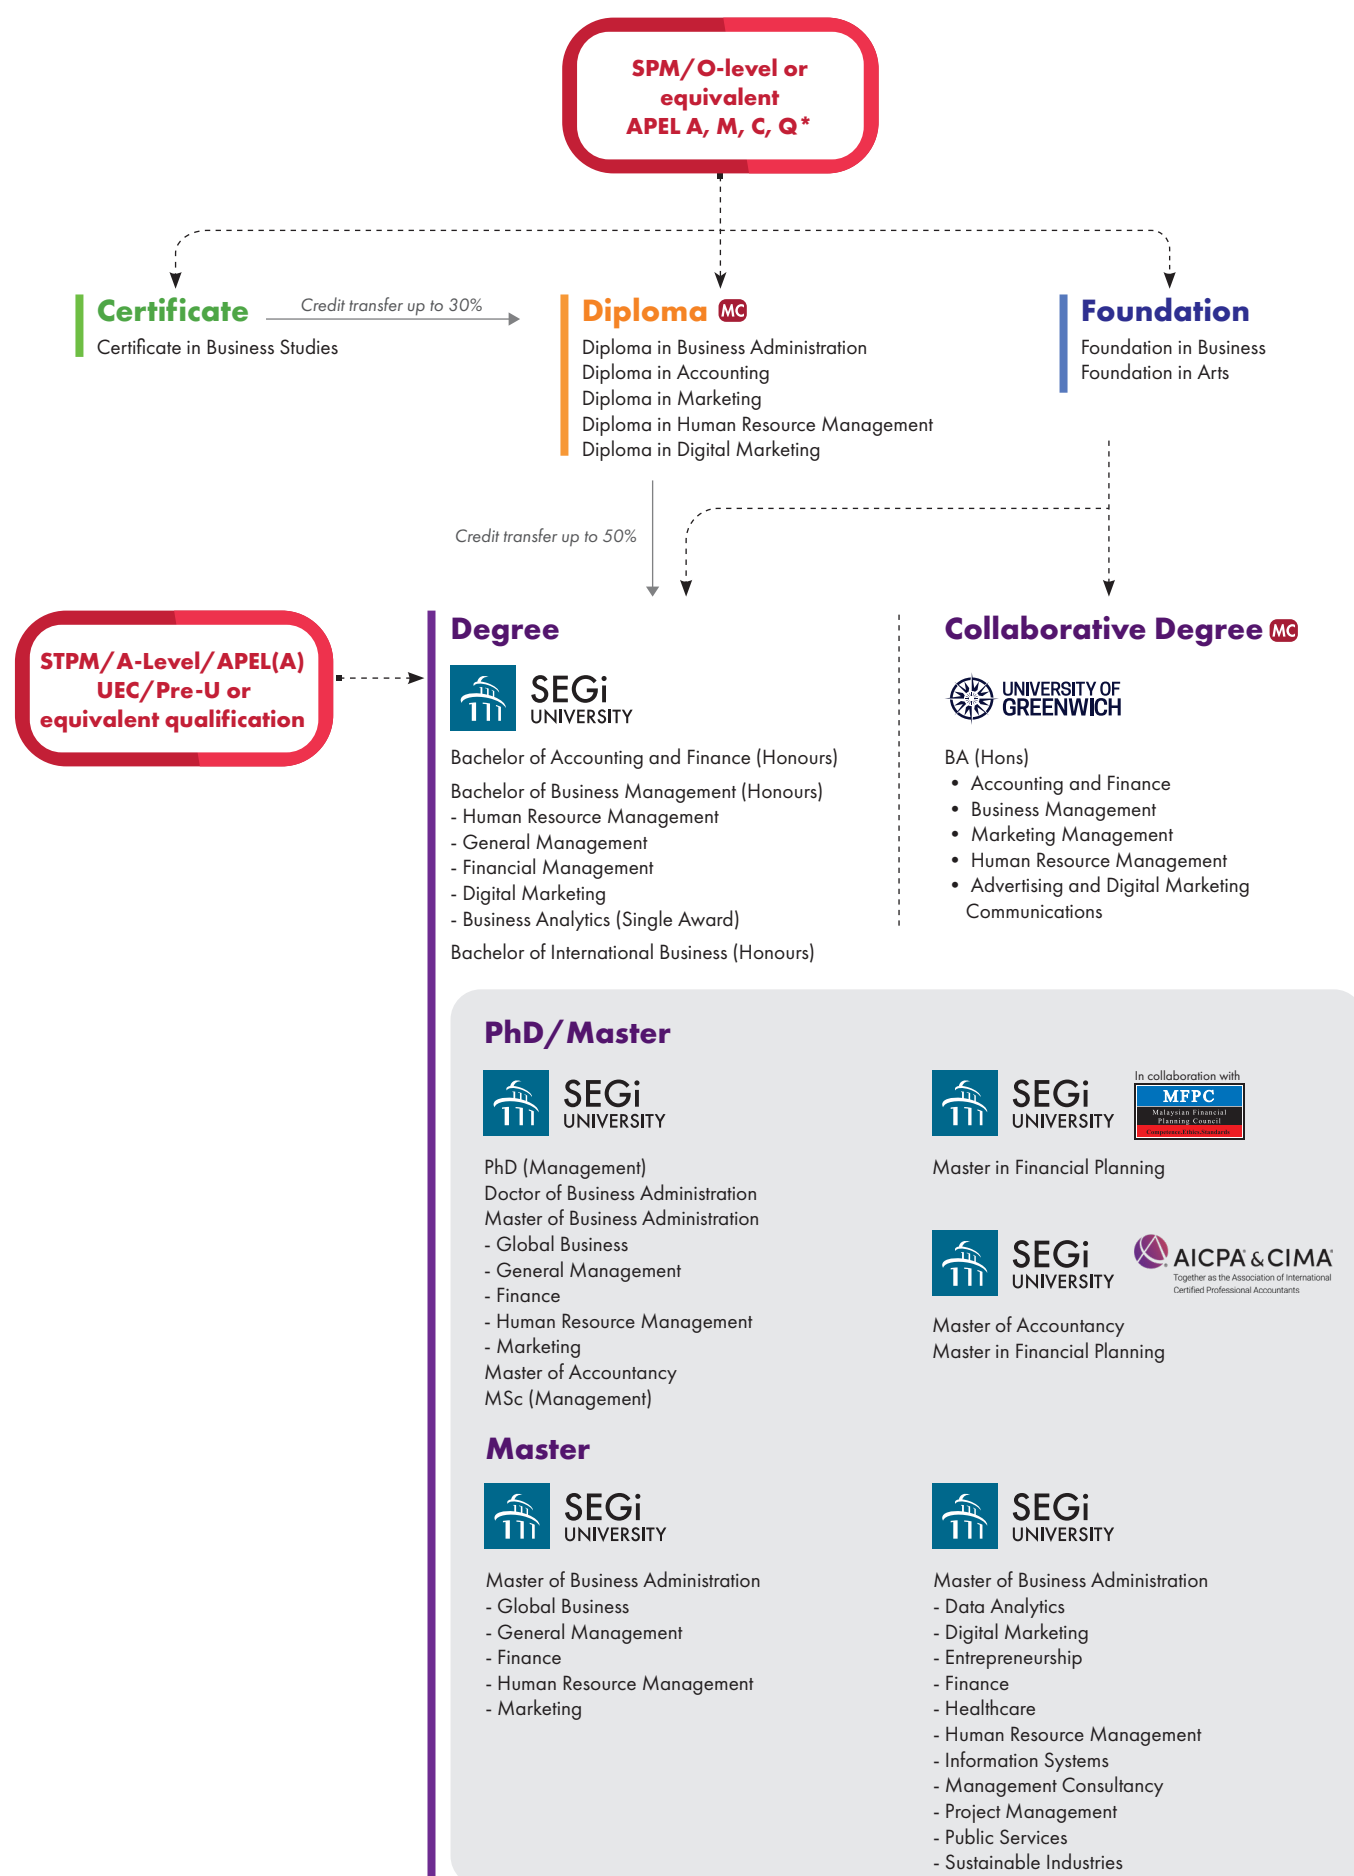 SPM/O-level or
equivalent
APEL A, M, C, Q*
Certificate
Certificate in Business Studies
Credit transfer up to 30%
Diploma MC
Diploma in Business Administration
Diploma in Accounting
Diploma in Marketing
Diploma in Human Resource Management
Diploma in Digital Marketing
Foundation
Foundation in Business
Foundation in Arts
Credit transfer up to 50%
STPM/A-Level/APEL(A)
UEC/Pre-U or
equivalent qualification
Degree
SEGi
UNIVERSITY
Bachelor of Accounting and Finance (Honours)
Bachelor of Business Management (Honours)
- Human Resource Management
- General Management
- Financial Management
- Digital Marketing
- Business Analytics (Single Award)
Bachelor of International Business (Honours)
Collaborative Degree MC
UNIVERSITY OF
GREENWICH
BA (Hons)
• Accounting and Finance
• Business Management
• Marketing Management
• Human Resource Management
• Advertising and Digital Marketing
Communications
PhD/Master
SEGi
UNIVERSITY
PhD (Management)
Doctor of Business Administration
Master of Business Administration
- Global Business
- General Management
- Finance
- Human Resource Management
- Marketing
Master of Accountancy
MSc (Management)
SEGi
UNIVERSITY
In collaboration with
MFPC
Malaysian Financial
Planning Council
Competence.Ethics.Standards
Master in Financial Planning
SEGi
UNIVERSITY
AICPA & CIMA
Together as the Association of International
Certified Professional Accountants
Master of Accountancy
Master in Financial Planning
Master
SEGi
UNIVERSITY
Master of Business Administration
- Global Business
- General Management
- Finance
- Human Resource Management
- Marketing
SEGi
UNIVERSITY
Master of Business Administration
- Data Analytics
- Digital Marketing
- Entrepreneurship
- Finance
- Healthcare
- Human Resource Management
- Information Systems
- Management Consultancy
- Project Management
- Public Services
- Sustainable Industries